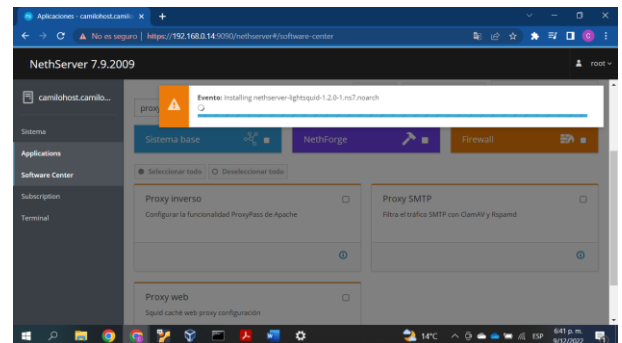 Aplicaciones - camilohost.camilo
No es seguro | https://192.168.0.14:9090/nethserver#/software-center
NethServer 7.9.2009
root
camilohost.camilo...
Evento: Installing nethserver-lightsquid-1.2.0-1.ns7.noarch
proxy
Sistema
Applications
Software Center
Subscription
Terminal
Sistema base
NethForge
Firewall
Seleccionar todo
Deseleccionar todo
Proxy inverso
Configurar la funcionalidad ProxyPass de Apache
Proxy SMTP
Filtra el tráfico SMTP con ClamAV y Rspamd
Proxy web
Squid caché web proxy configuración
14°C
ESP
6:41 p. m.
9/12/2022